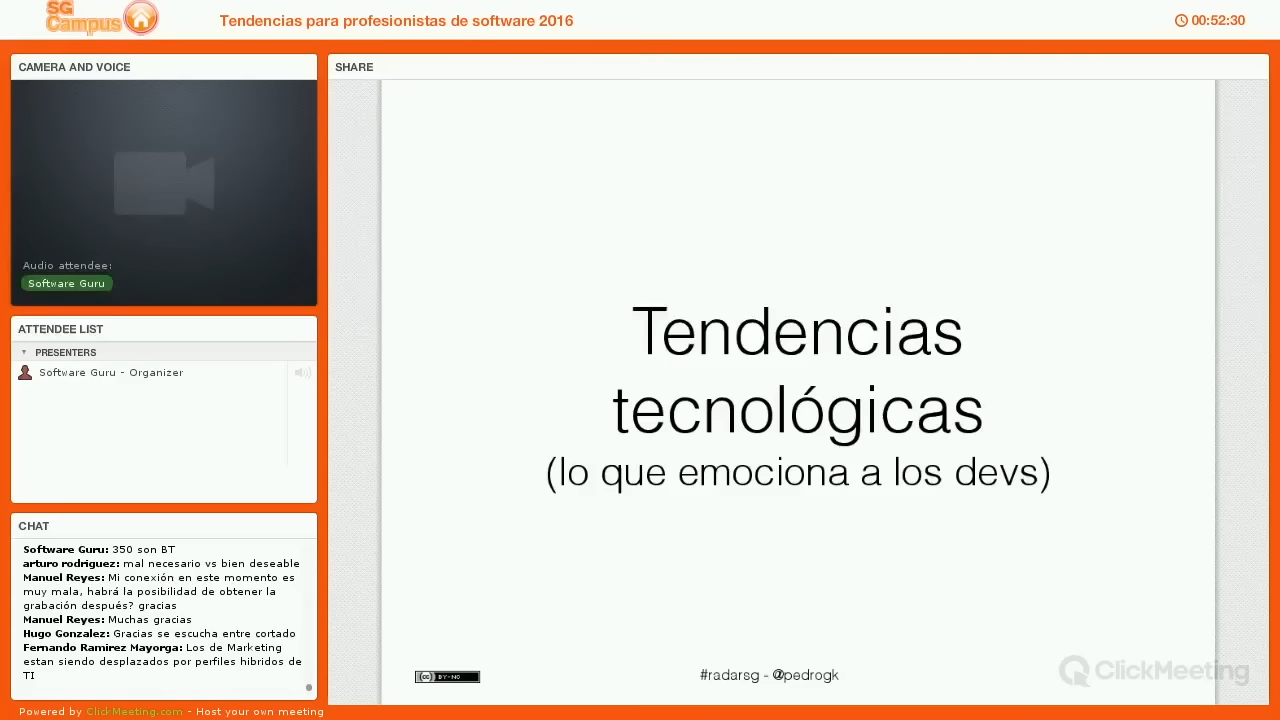 SG
Campus
Tendencias para profesionistas de software 2016
00:52:30
CAMERA AND VOICE
SHARE
Audio attendee:
Software Guru
ATTENDEE LIST
PRESENTERS
Software Guru - Organizer
CHAT
Software Guru: 350 son BT
arturo rodriguez: mal necesario vs bien deseable
Manuel Reyes: Mi conexión en este momento es
muy mala, habrá la posibilidad de obtener la
grabación después? gracias
Manuel Reyes: Muchas gracias
Hugo Gonzalez: Gracias se escucha entre cortado
Fernando Ramirez Mayorga: Los de Marketing
estan siendo desplazados por perfiles hibridos de
TI
Tendencias
tecnológicas
(lo que emociona a los devs)
cc BY-NC
#radarsg - @pedrogk
ClickMeeting
Powered by ClickMeeting.com - Host your own meeting